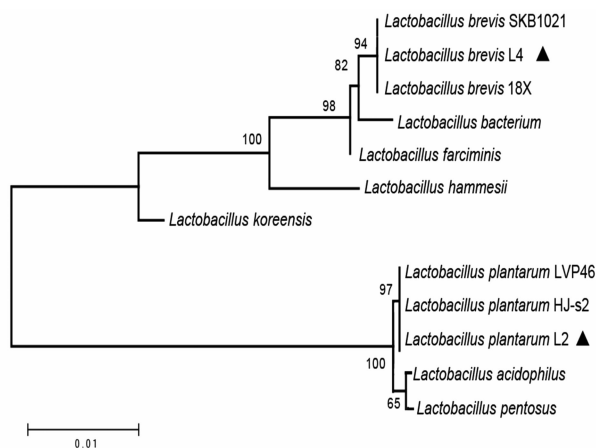 Lactobacillus brevis SKB1021
94
Lactobacillus brevis L4 ▲
82
Lactobacillus brevis 18X
98
Lactobacillus bacterium
100
Lactobacillus farciminis
Lactobacillus hammesii
Lactobacillus koreensis
Lactobacillus plantarum LVP46
97
Lactobacillus plantarum HJ-s2
Lactobacillus plantarum L2 ▲
100
Lactobacillus acidophilus
65
Lactobacillus pentosus
0.01